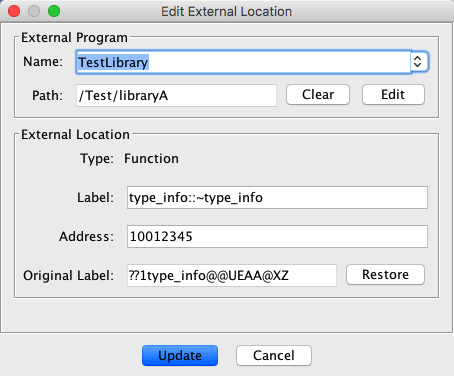 Edit External Location
External Program
Name: TestLibrary
Path: /Test/libraryA Clear Edit
External Location
Type: Function
Label: type_info::~type_info
Address: 10012345
Original Label: ??1type_info@@UEAA@XZ Restore
Update Cancel